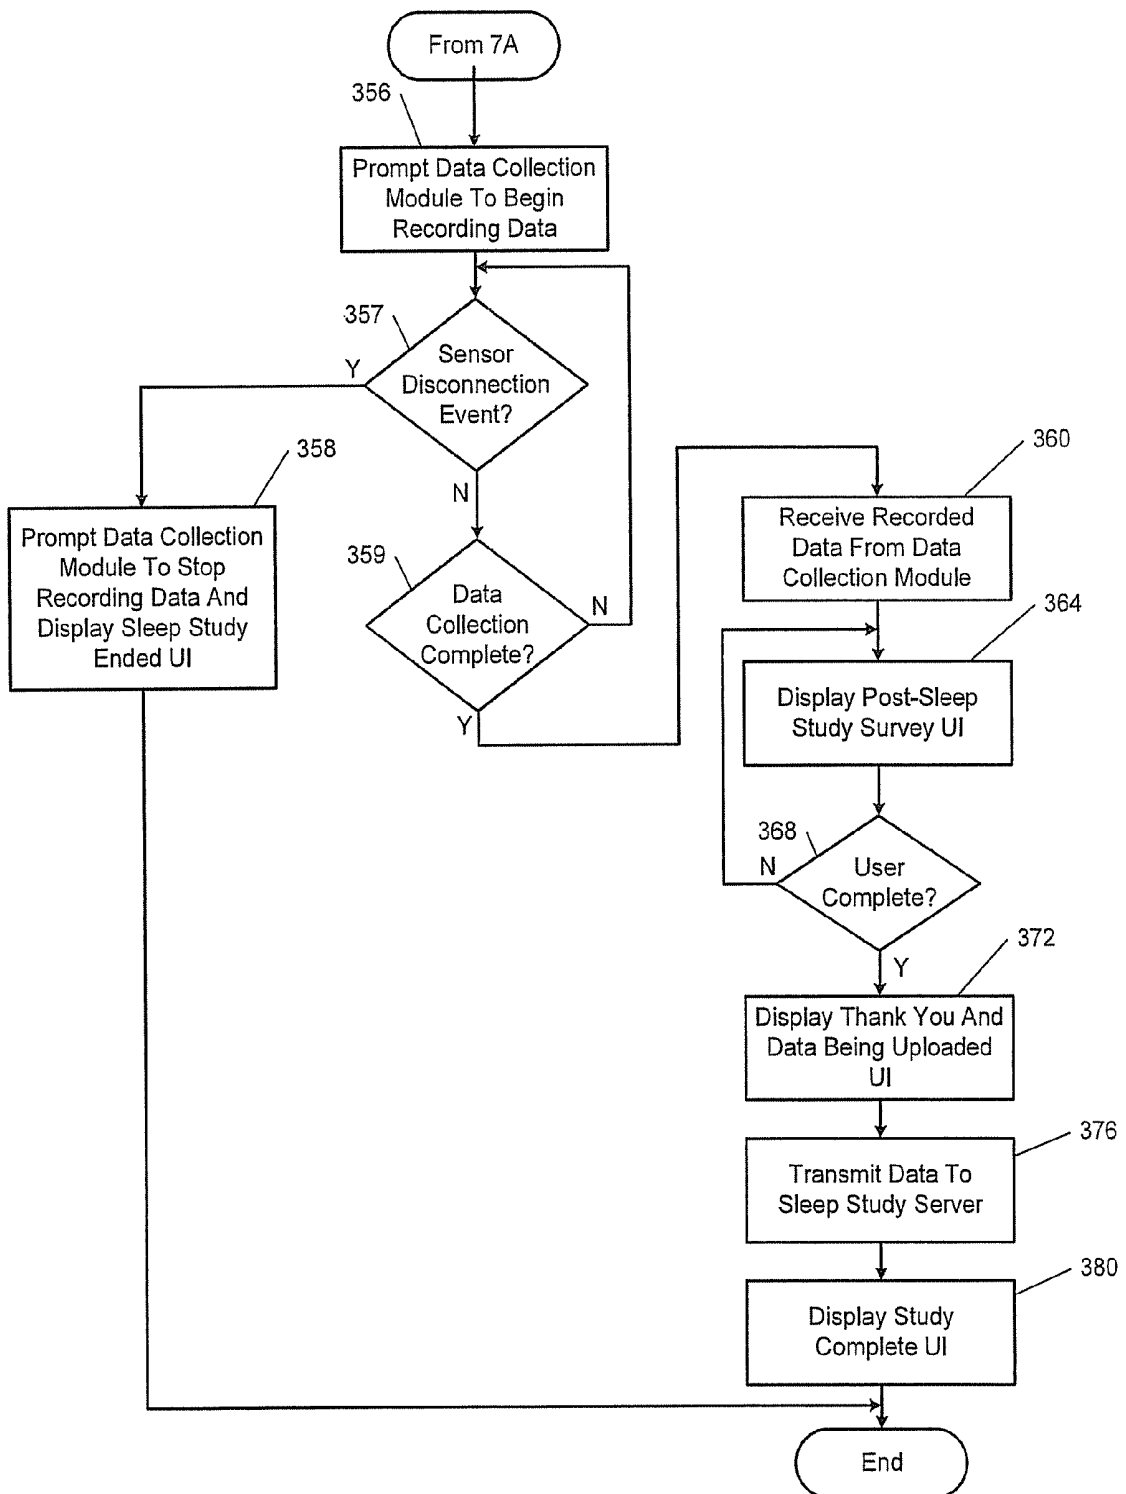 From 7A
356
Prompt Data Collection
Module To Begin
Recording Data
357
Sensor
Disconnection
Event?
Y
N
358
Prompt Data Collection
Module To Stop
Recording Data And
Display Sleep Study
Ended UI
359
Data
Collection
Complete?
N
Y
360
Receive Recorded
Data From Data
Collection Module
364
Display Post-Sleep
Study Survey UI
368
User
Complete?
N
Y
372
Display Thank You And
Data Being Uploaded
UI
376
Transmit Data To
Sleep Study Server
380
Display Study
Complete UI
End